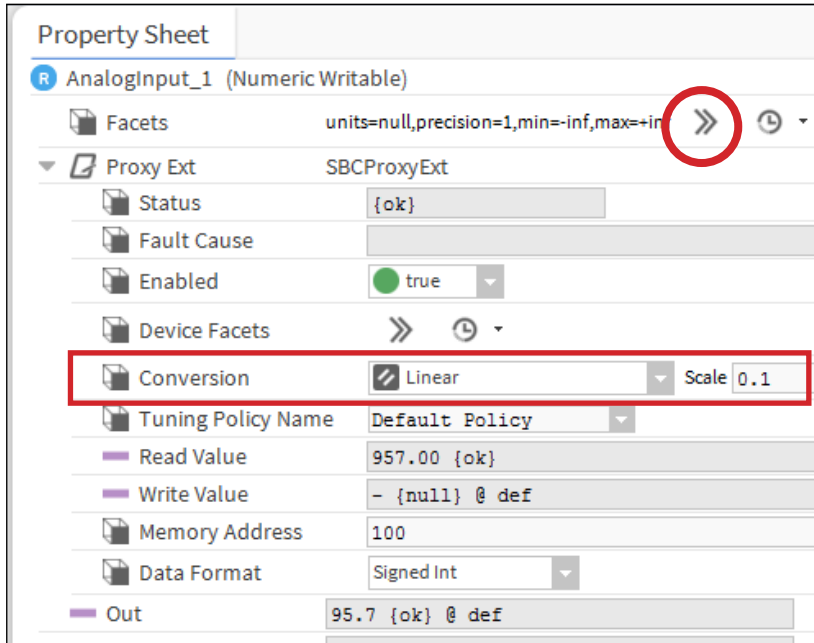 Property Sheet
R AnalogInput_1 (Numeric Writable)
Facets units=null,precision=1,min=-inf,max=+in
Proxy Ext SBCProxyExt
Status {ok}
Fault Cause
Enabled true
Device Facets
Conversion Linear Scale 0.1
Tuning Policy Name Default Policy
Read Value 957.00 {ok}
Write Value - {null} @ def
Memory Address 100
Data Format Signed Int
Out 95.7 {ok} @ def